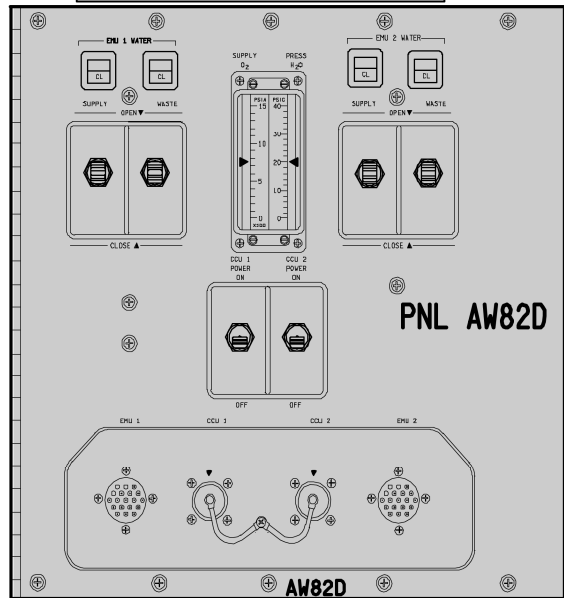 EMU 1 WATER
CL CL
SUPPLY WASTE
OPEN▼
CLOSE ▲
SUPPLY PRESS
O2 H2O
PSIA PSIG
15 40
30
10
20
5
10
0 0
X100
EMU 2 WATER
CL CL
SUPPLY WASTE
OPEN▼
CLOSE ▲
CCU 1 CCU 2
POWER POWER
ON ON
OFF OFF
PNL AW82D
EMU 1 CCU 1 CCU 2 EMU 2
AW82D